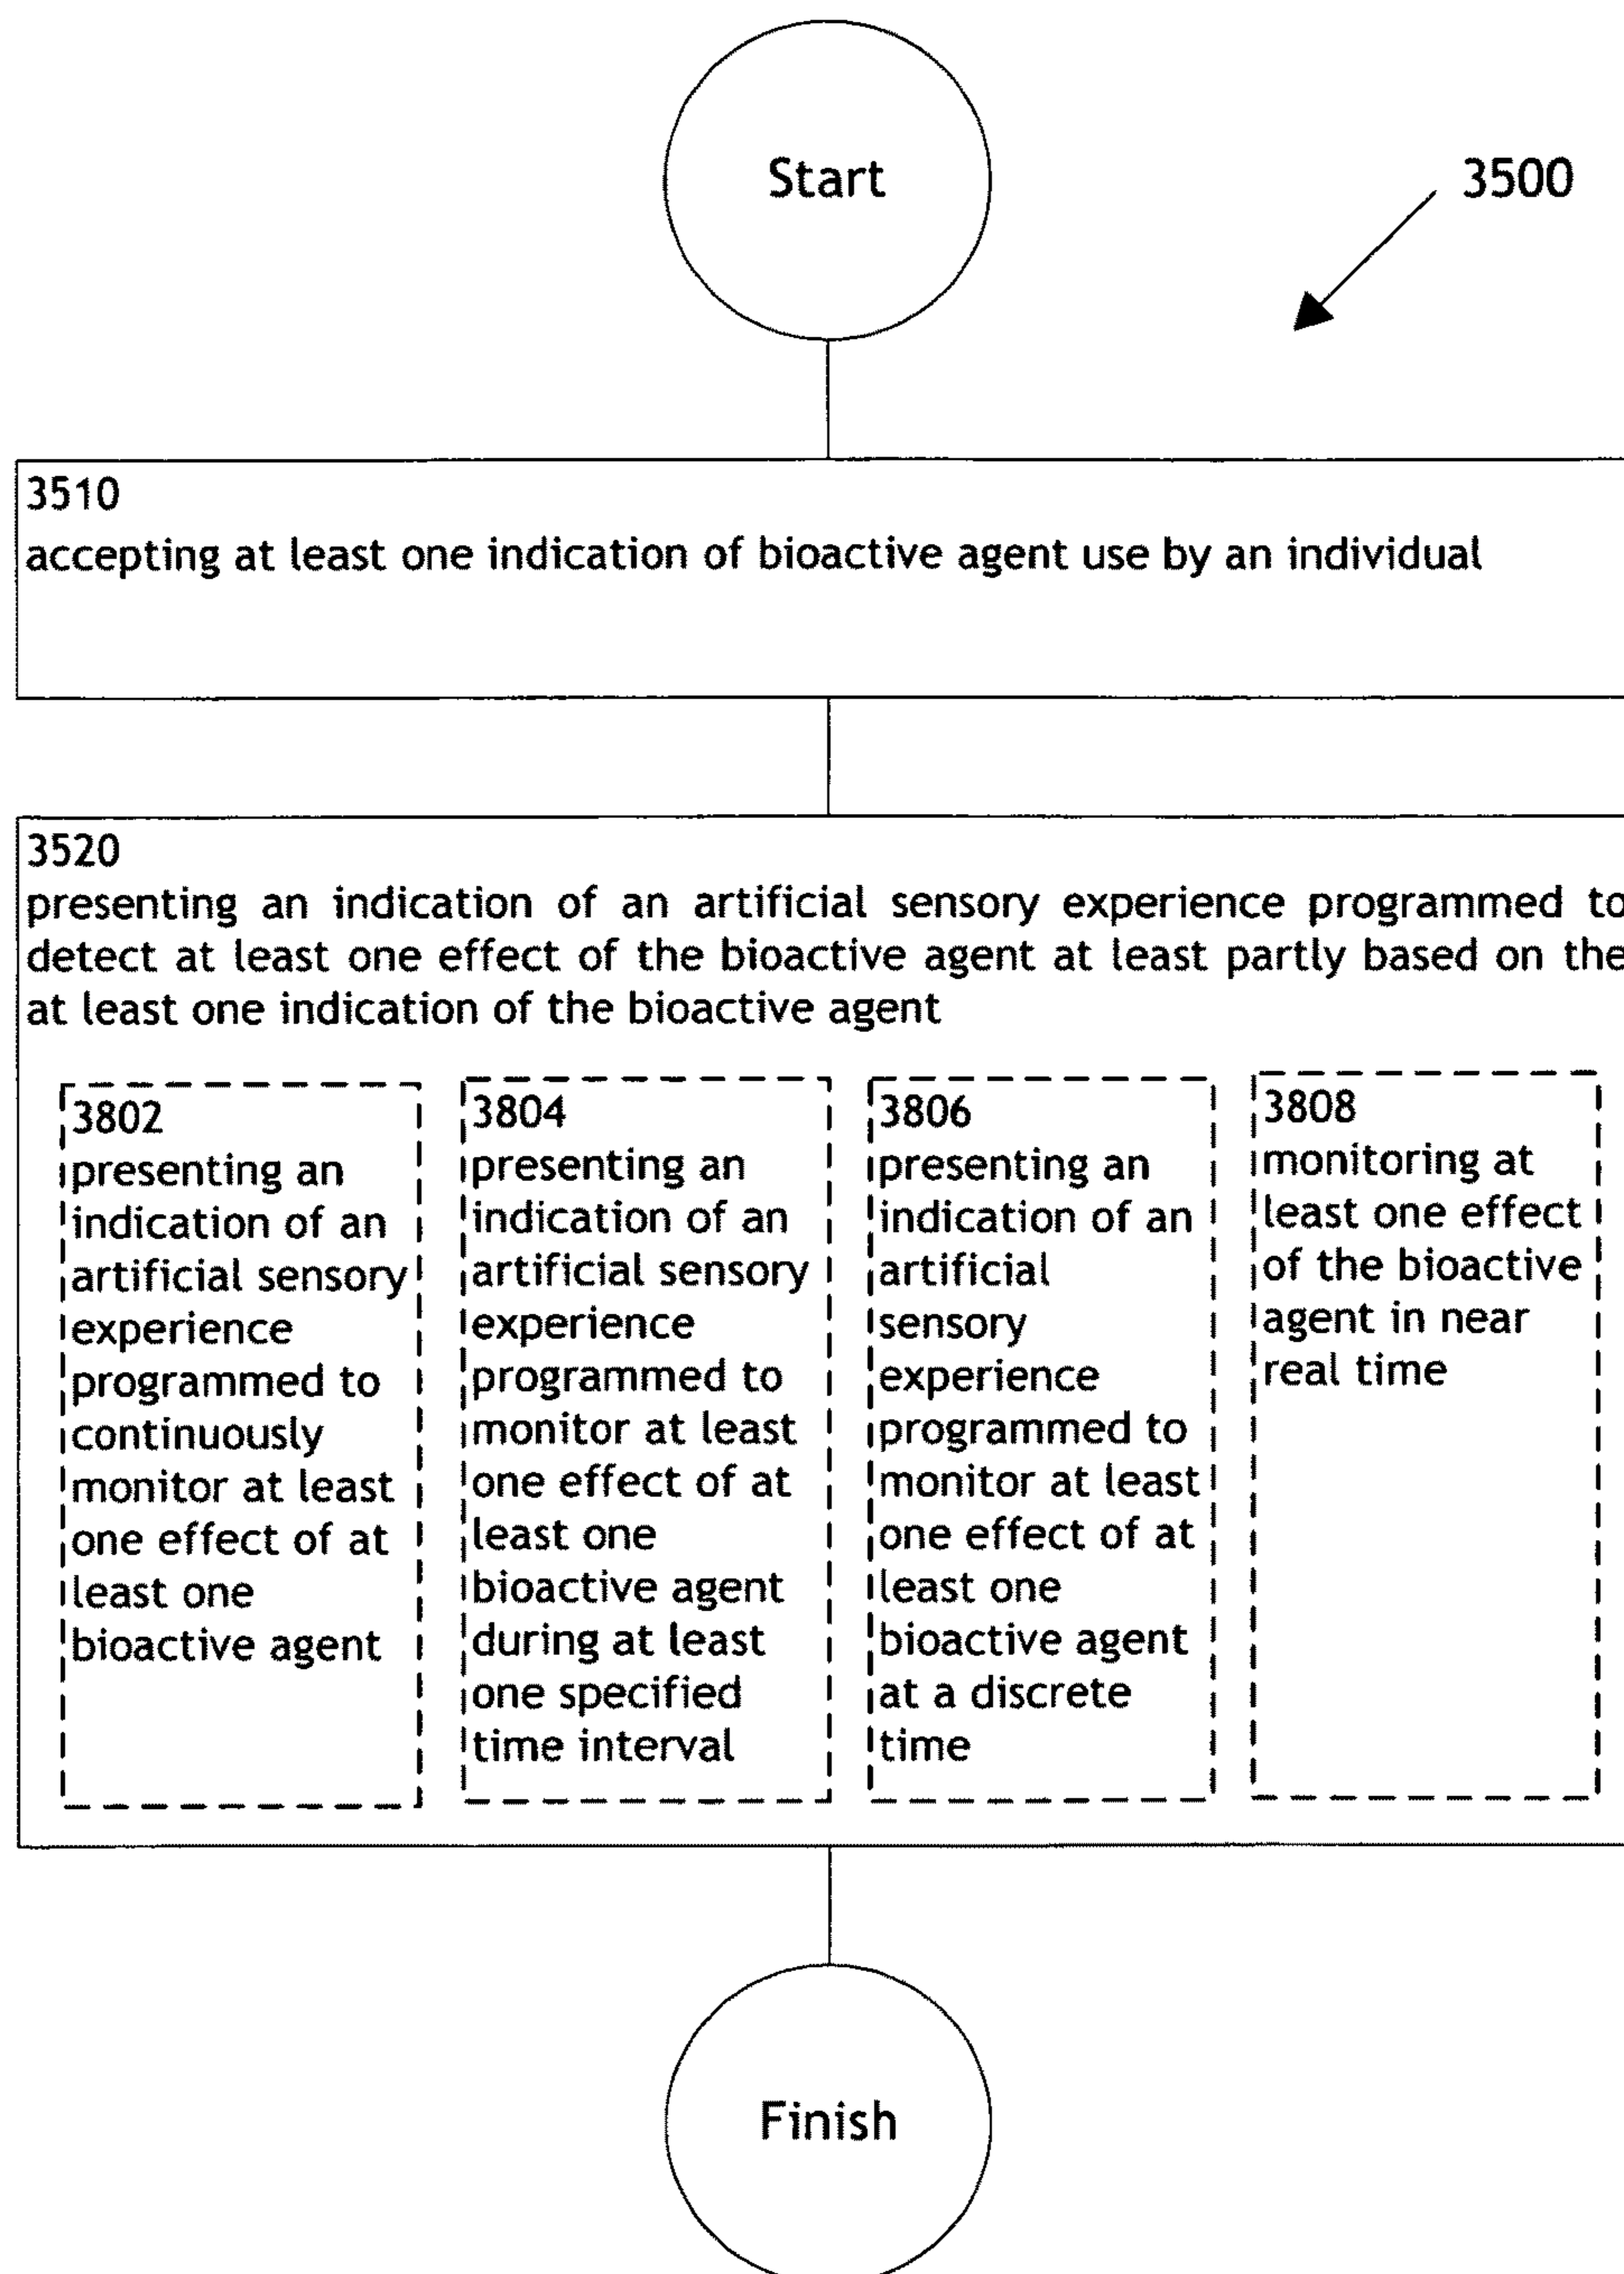 Start
3500
3510
accepting at least one indication of bioactive agent use by an individual
3520
presenting an indication of an artificial sensory experience programmed to
detect at least one effect of the bioactive agent at least partly based on the
at least one indication of the bioactive agent
3802
presenting an
indication of an
artificial sensory
experience
programmed to
continuously
monitor at least
one effect of at
least one
bioactive agent
3804
presenting an
indication of an
artificial sensory
experience
programmed to
monitor at least
one effect of at
least one
bioactive agent
during at least
one specified
time interval
3806
presenting an
indication of an
artificial
sensory
experience
programmed to
monitor at least
one effect of at
least one
bioactive agent
at a discrete
time
3808
monitoring at
least one effect
of the bioactive
agent in near
real time
Finish